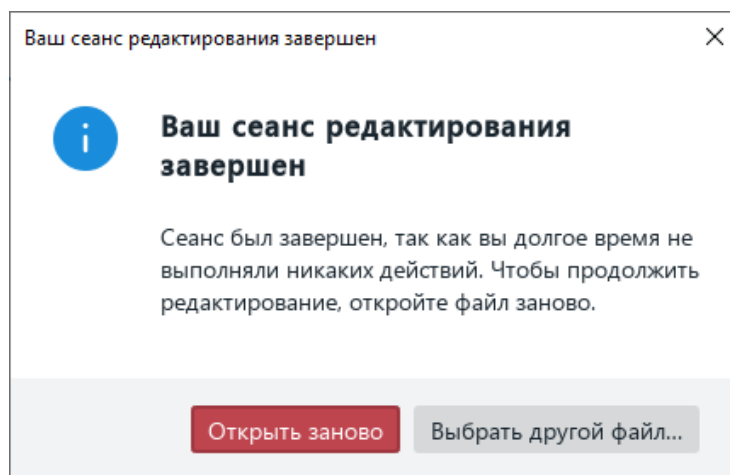 Ваш сеанс редактирования завершен
Ваш сеанс редактирования
завершен
Сеанс был завершен, так как вы долгое время не
выполняли никаких действий. Чтобы продолжить
редактирование, откройте файл заново.
Открыть заново
Выбрать другой файл...